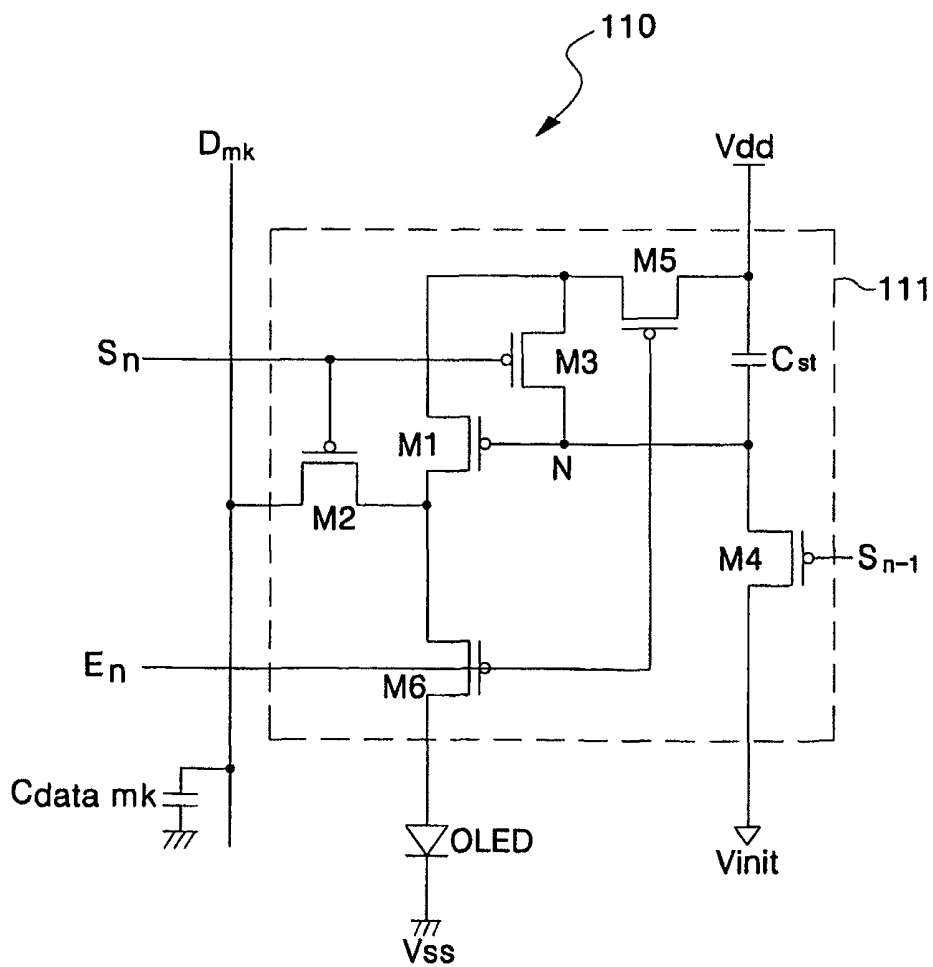 110
Dmk
Vdd
M5
111
Sn
M3
Cst
M1
N
M2
M4
Sn-1
En
M6
Cdata mk
OLED
Vinit
Vss